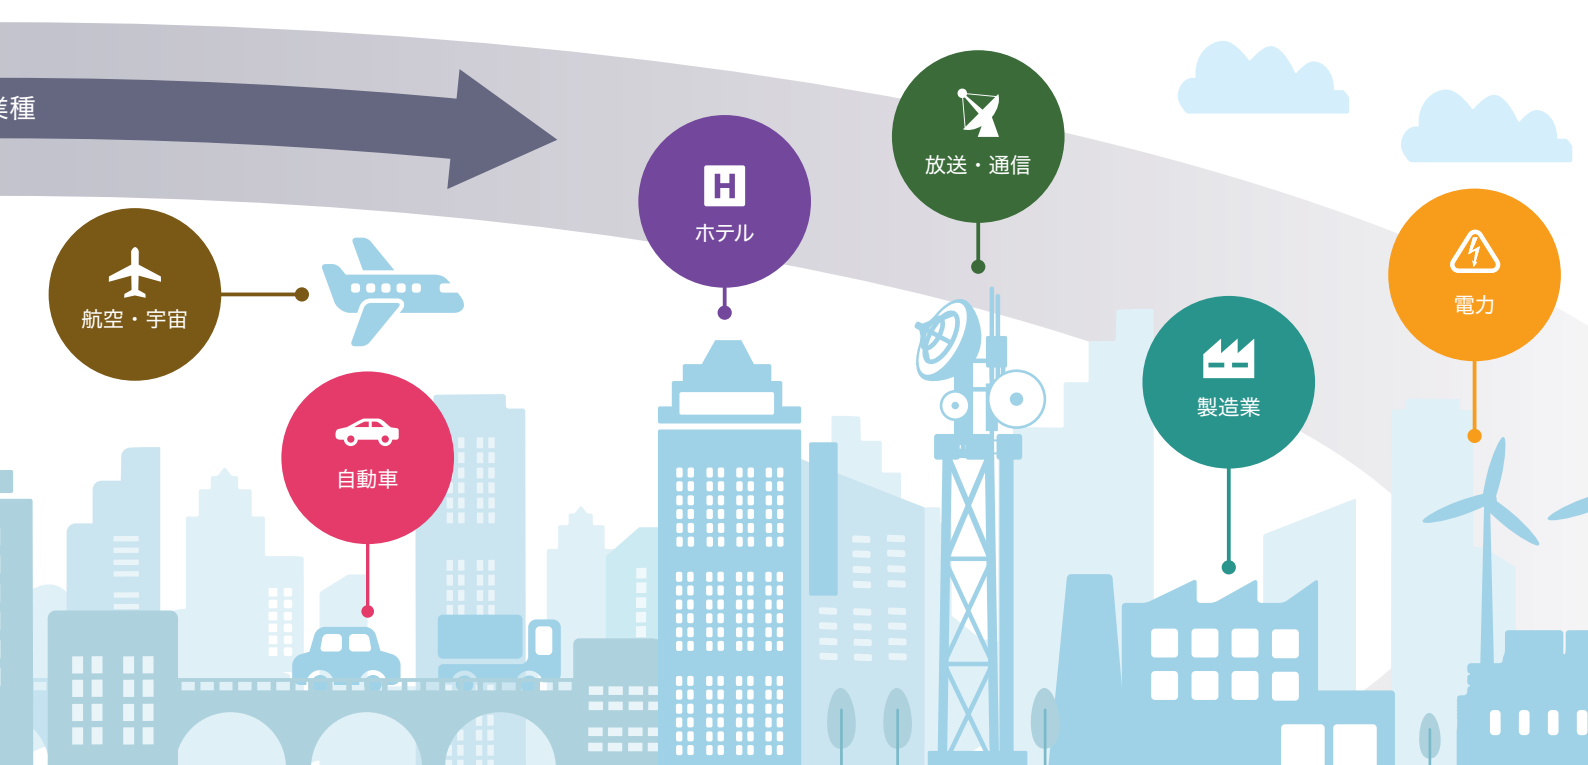 業種
放送・通信
ホテル
電力
航空・宇宙
製造業
自動車